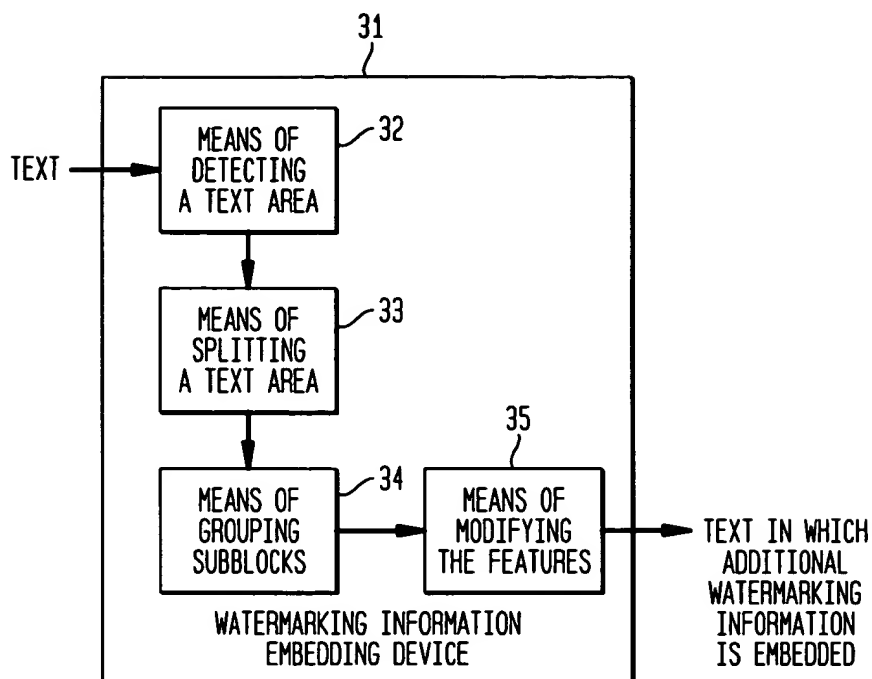 31
MEANS OF
DETECTING
A TEXT AREA
32
TEXT
MEANS OF
SPLITTING
A TEXT AREA
33
MEANS OF
GROUPING
SUBBLOCKS
34
MEANS OF
MODIFYING
THE FEATURES
35
TEXT IN WHICH
ADDITIONAL
WATERMARKING
INFORMATION
IS EMBEDDED
WATERMARKING INFORMATION
EMBEDDING DEVICE